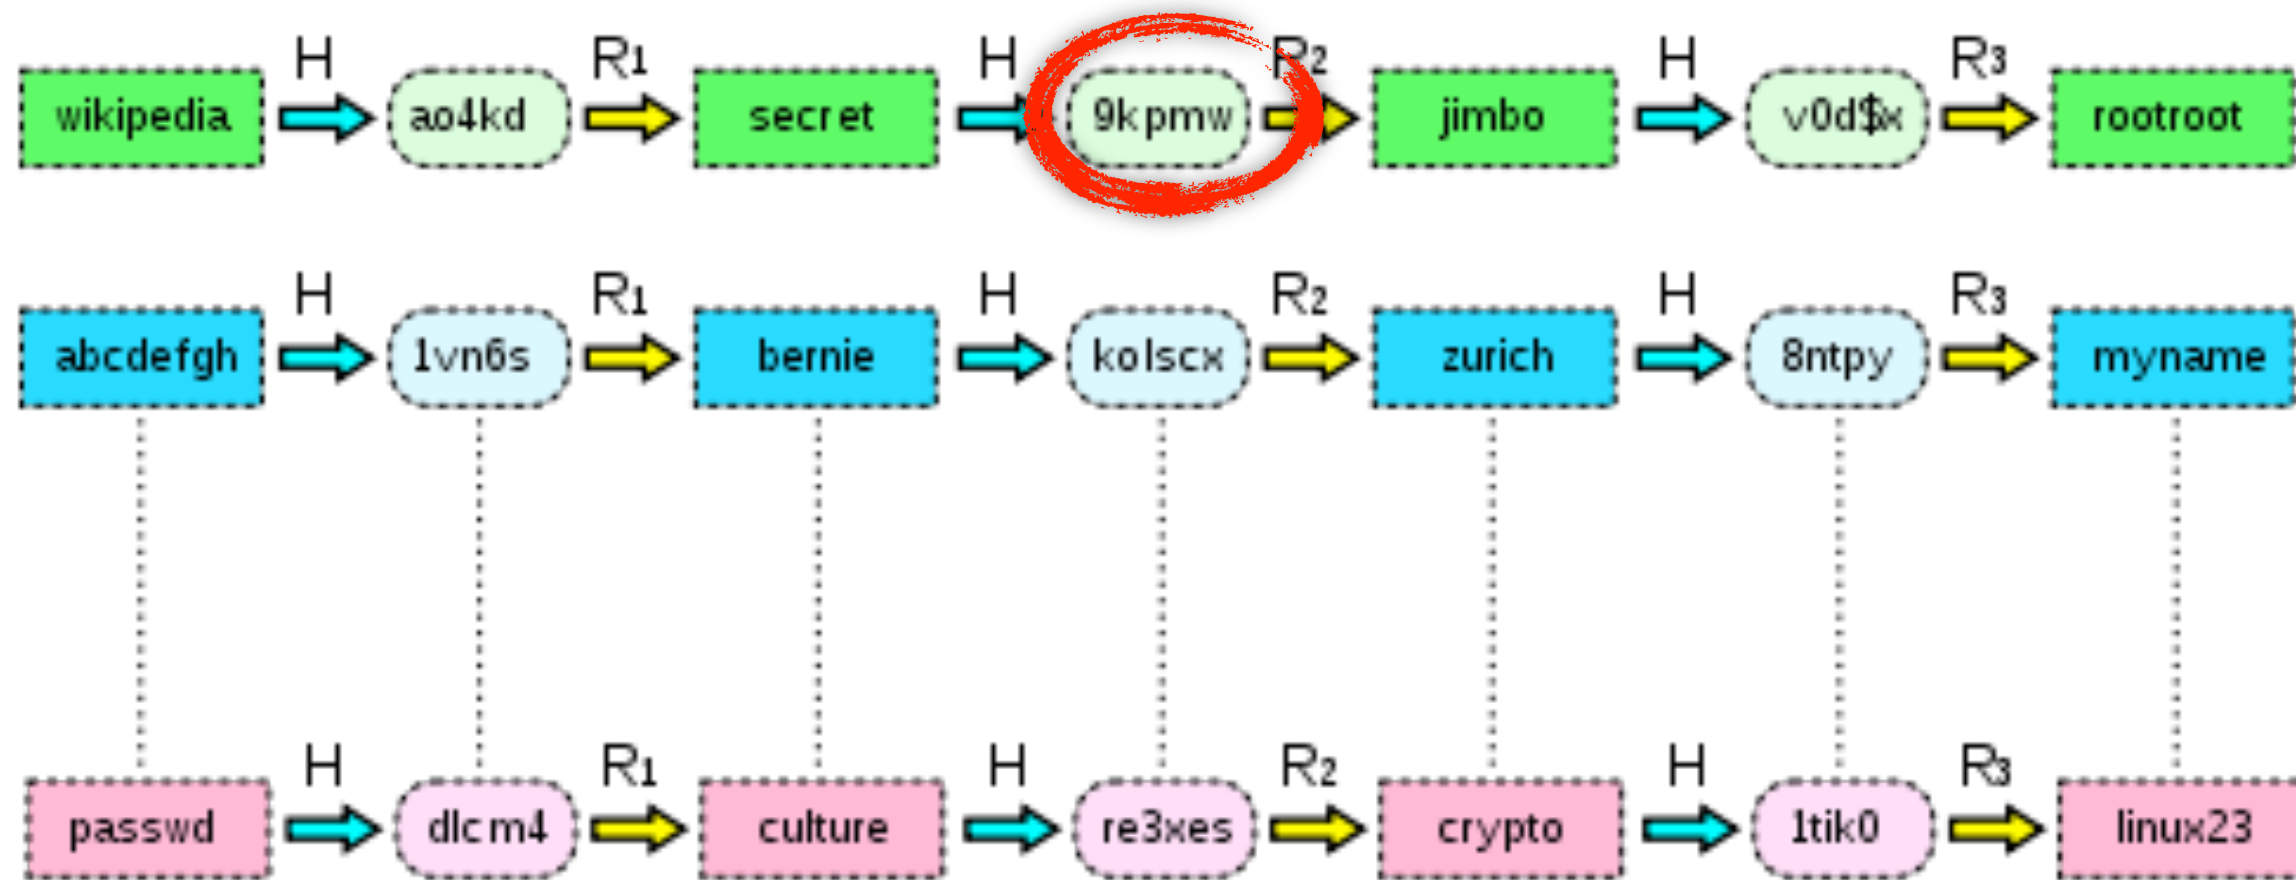 H R1 H R2 H R3
wikipedia ao4kd secret 9kpmw jimbo v0d$x rootroot
H R1 H R2 H R3
abcdefgh 1vn6s bernie kolscx zurich 8ntpy myname
H R1 H R2 H R3
passwd dlcm4 culture re3xes crypto 1tik0 linux23